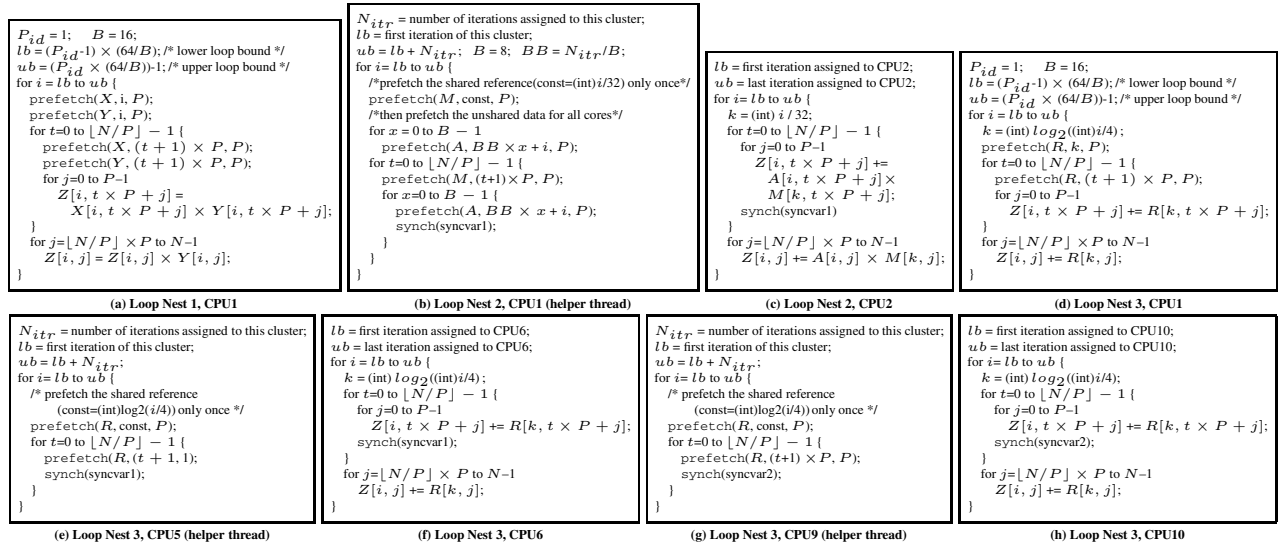 P_id = 1; B = 16;
lb = (P_id-1) × (64/B); /* lower loop bound */
ub = (P_id × (64/B))-1; /* upper loop bound */
for i = lb to ub {
prefetch(X, i, P);
prefetch(Y, i, P);
for t=0 to ⌊N/P⌋ − 1 {
prefetch(X, (t + 1) × P, P);
prefetch(Y, (t + 1) × P, P);
for j=0 to P−1
Z[i, t × P + j] =
X[i, t × P + j] × Y[i, t × P + j];
}
for j=⌊N/P⌋ × P to N−1
Z[i, j] = Z[i, j] × Y[i, j];
}
(a) Loop Nest 1, CPU1
N_itr = number of iterations assigned to this cluster;
lb = first iteration of this cluster;
ub = lb + N_itr; B = 8; BB = N_itr/B;
for i= lb to ub {
/*prefetch the shared reference(const=(int)i/32) only once*/
prefetch(M, const, P);
/*then prefetch the unshared data for all cores*/
for x = 0 to B − 1
prefetch(A, BB × x + i, P);
for t=0 to ⌊N/P⌋ − 1 {
prefetch(M, (t+1) × P, P);
for x=0 to B − 1 {
prefetch(A, BB × x + i, P);
synch(syncvar1);
}
}
}
(b) Loop Nest 2, CPU1 (helper thread)
lb = first iteration assigned to CPU2;
ub = last iteration assigned to CPU2;
for i= lb to ub {
k = (int) i / 32;
for t=0 to ⌊N/P⌋ − 1 {
for j=0 to P−1
Z[i, t × P + j] +=
A[i, t × P + j]×
M[k, t × P + j];
synch(syncvar1)
}
for j=⌊N/P⌋ × P to N−1
Z[i, j] += A[i, j] × M[k, j];
}
(c) Loop Nest 2, CPU2
P_id = 1; B = 16;
lb = (P_id-1) × (64/B); /* lower loop bound */
ub = (P_id × (64/B))-1; /* upper loop bound */
for i = lb to ub {
k = (int) log2((int)i/4) ;
prefetch(R, k, P);
for t=0 to ⌊N/P⌋ − 1 {
prefetch(R, (t + 1) × P, P);
for j=0 to P−1
Z[i, t × P + j] += R[k, t × P + j];
}
for j=⌊N/P⌋ × P to N−1
Z[i, j] += R[k, j];
}
(d) Loop Nest 3, CPU1
N_itr = number of iterations assigned to this cluster;
lb = first iteration of this cluster;
ub = lb + N_itr;
for i= lb to ub {
/* prefetch the shared reference
(const=(int)log2(i/4)) only once */
prefetch(R, const, P);
for t=0 to ⌊N/P⌋ − 1 {
prefetch(R, (t + 1, 1);
synch(syncvar1);
}
}
(e) Loop Nest 3, CPU5 (helper thread)
lb = first iteration assigned to CPU6;
ub = last iteration assigned to CPU6;
for i= lb to ub {
k = (int) log2((int)i/4) ;
for t=0 to ⌊N/P⌋ − 1 {
for j=0 to P−1
Z[i, t × P + j] += R[k, t × P + j];
synch(syncvar1);
}
for j=⌊N/P⌋ × P to N−1
Z[i, j] += R[k, j];
}
(f) Loop Nest 3, CPU6
N_itr = number of iterations assigned to this cluster;
lb = first iteration of this cluster;
ub = lb + N_itr;
for i= lb to ub {
/* prefetch the shared reference
(const=(int)log2(i/4)) only once */
prefetch(R, const, P);
for t=0 to ⌊N/P⌋ − 1 {
prefetch(R, (t+1) × P, P);
synch(syncvar2);
}
}
(g) Loop Nest 3, CPU9 (helper thread)
lb = first iteration assigned to CPU10;
ub = last iteration assigned to CPU10;
for i= lb to ub {
k = (int) log2((int)i/4) ;
for t=0 to ⌊N/P⌋ − 1 {
for j=0 to P−1
Z[i, t × P + j] += R[k, t × P + j];
synch(syncvar2);
}
for j=⌊N/P⌋ × P to N−1
Z[i, j] += R[k, j];
}
(h) Loop Nest 3, CPU10